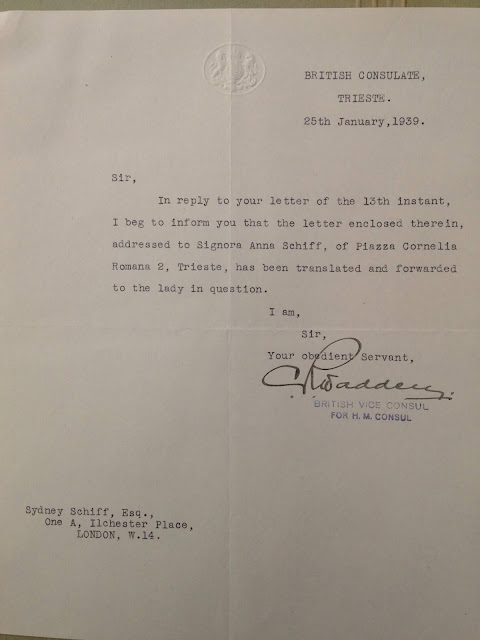 BRITISH CONSULATE,
TRIESTE.
25th January,1939.
Sir,
In reply to your letter of the 13th instant,
I beg to inform you that the letter enclosed therein,
addressed to Signora Anna Schiff, of Piazza Cornelia
Romana 2, Trieste, has been translated and forwarded
to the lady in question.
I am,
Sir,
Your obedient Servant,
BRITISH VICE CONSUL
FOR H. M. CONSUL
Sydney Schiff, Esq.,
One A, Ilchester Place,
LONDON, W.14.